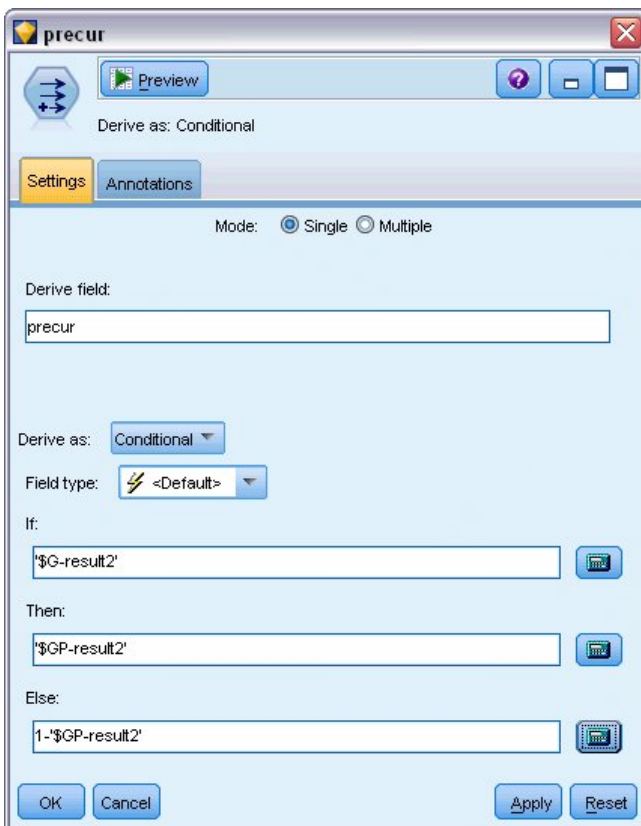 precur
Preview
Derive as: Conditional
Settings Annotations
Mode: Single Multiple
Derive field:
precur
Derive as: Conditional
Field type: <Default>
If:
'$G-result2'
Then:
'$GP-result2'
Else:
1-'$GP-result2'
OK Cancel Apply Reset